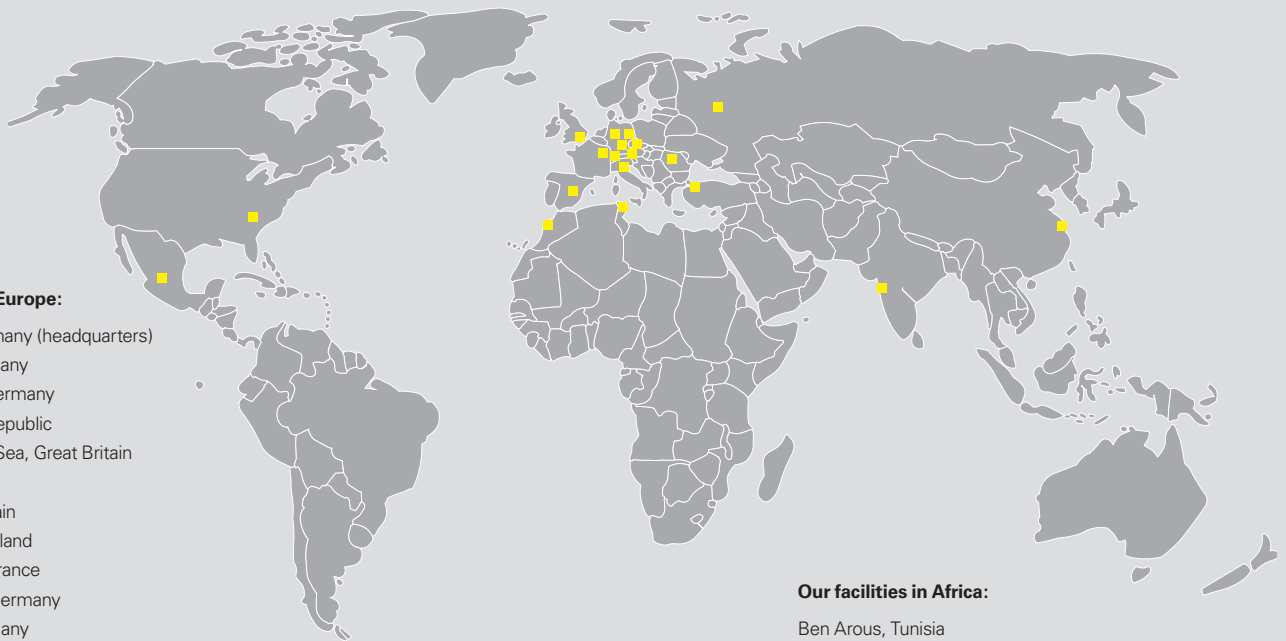 Europe:
many (headquarters)
any
ermany
epublic
Sea, Great Britain
ain
land
rance
ermany
any
Our facilities in Africa:
Ben Arous, Tunisia